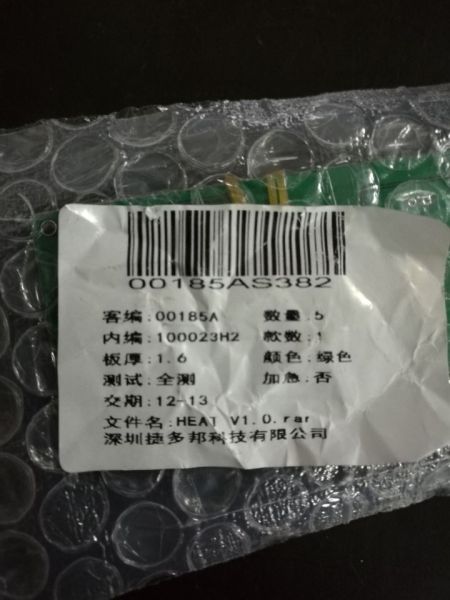 00185AS382
客编:00185A 数量:5
内编:100023H2 款数:1
板厚:1.6 颜色:绿色
测试:全测 加急:否
交期:12-13
文件名:HEAT V1.0.rar
深圳捷多邦科技有限公司